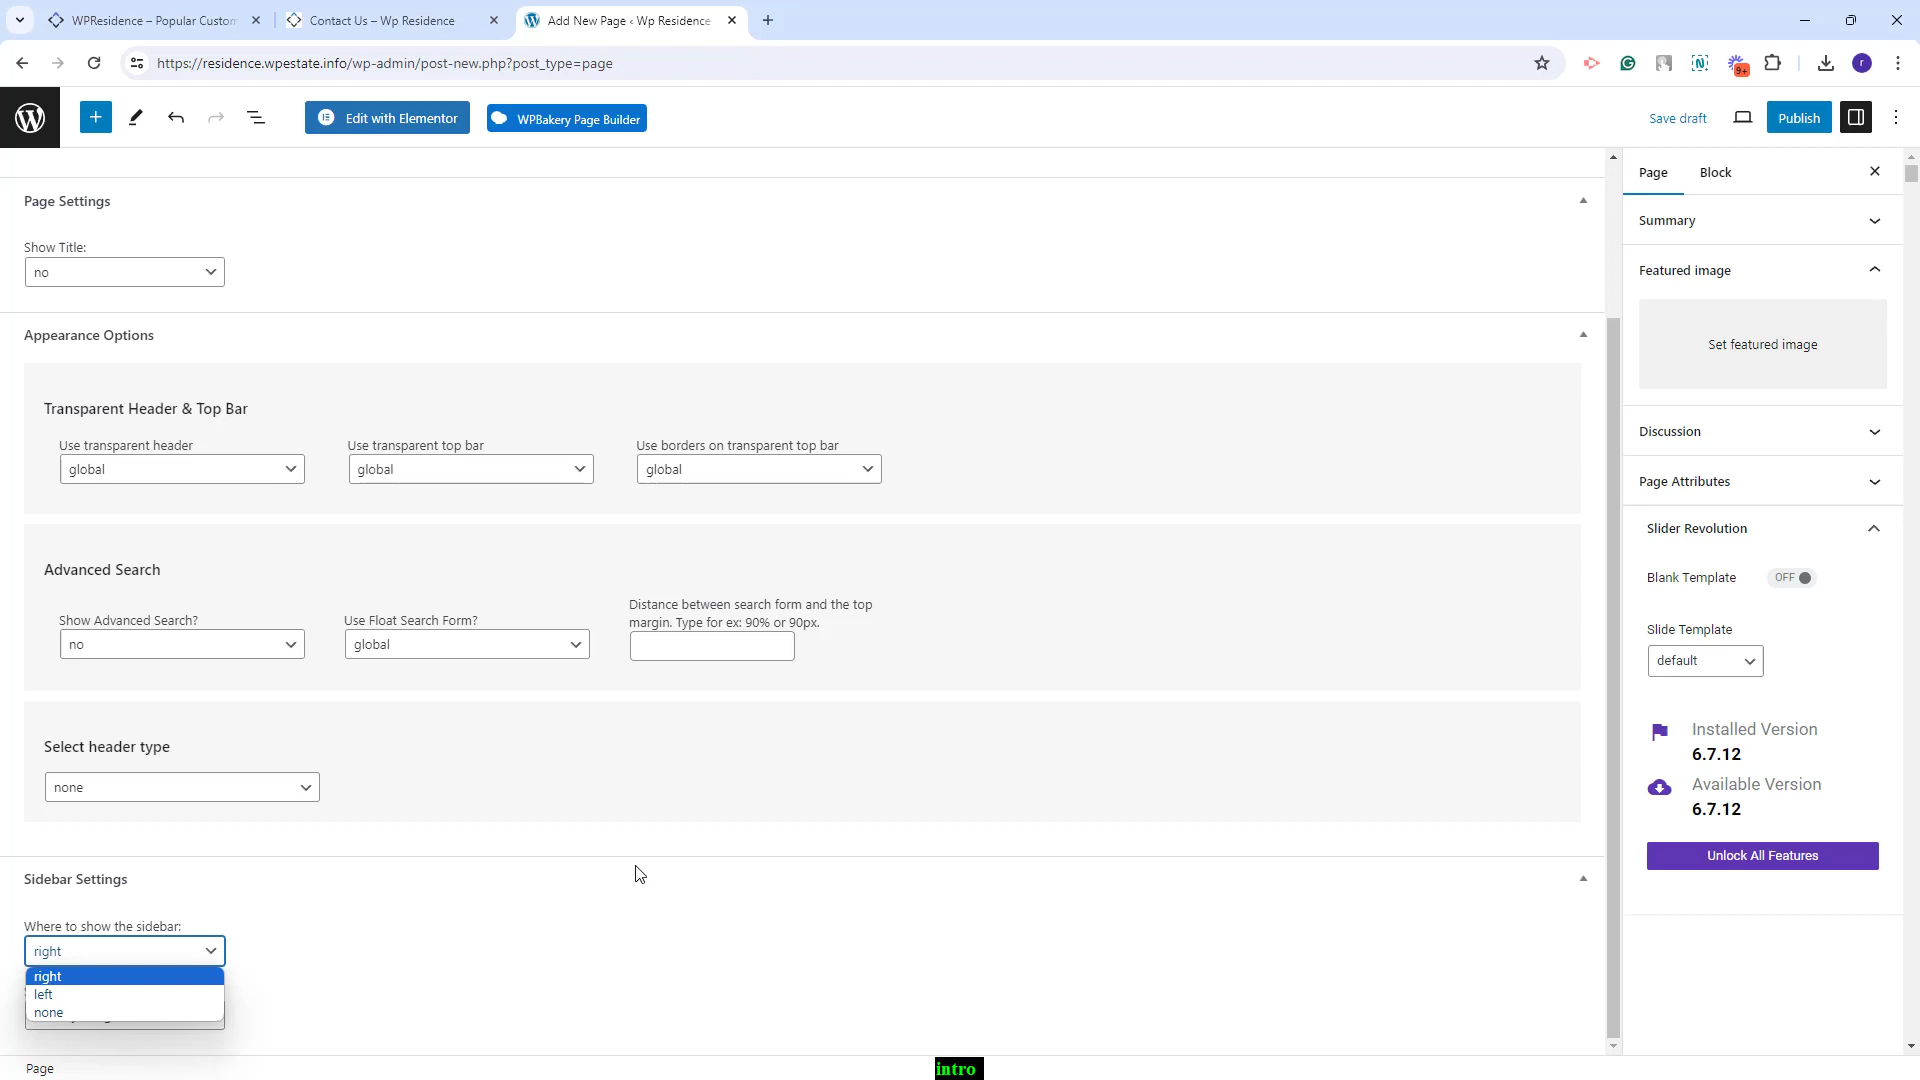 WPResidence – Popular Custom
Contact Us – Wp Residence
Add New Page ‹ Wp Residence
https://residence.wpestate.info/wp-admin/post-new.php?post_type=page
9+
r
Edit with Elementor
WPBakery Page Builder
Save draft
Publish
Page Settings
Show Title:
no
Appearance Options
Transparent Header & Top Bar
Use transparent header
Use transparent top bar
Use borders on transparent top bar
global
global
global
Advanced Search
Show Advanced Search?
Use Float Search Form?
Distance between search form and the top
margin. Type for ex: 90% or 90px.
no
global
Select header type
none
Sidebar Settings
Where to show the sidebar:
right
right
left
none
Page
intro
Page
Block
Summary
Featured image
Set featured image
Discussion
Page Attributes
Slider Revolution
Blank Template
OFF
Slide Template
default
Installed Version
6.7.12
Available Version
6.7.12
Unlock All Features